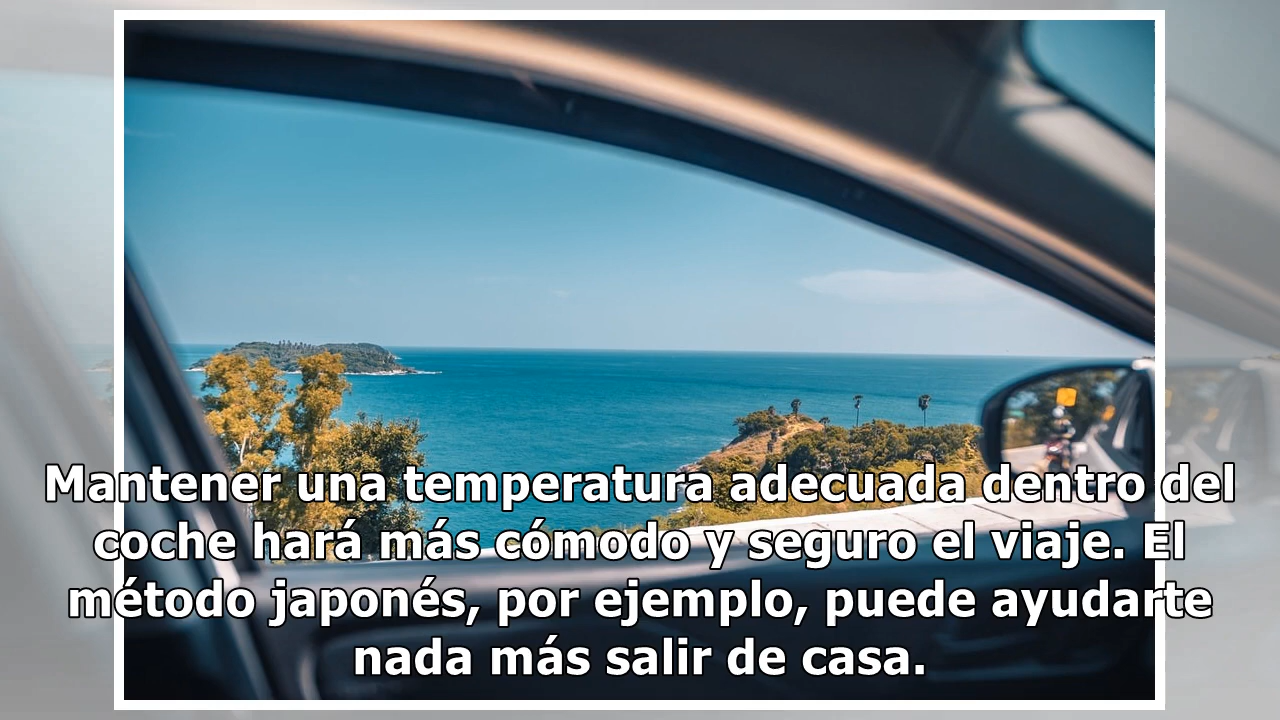 Mantener una temperatura adecuada dentro del
coche hará más cómodo y seguro el viaje. El
método japonés, por ejemplo, puede ayudarte
nada más salir de casa.